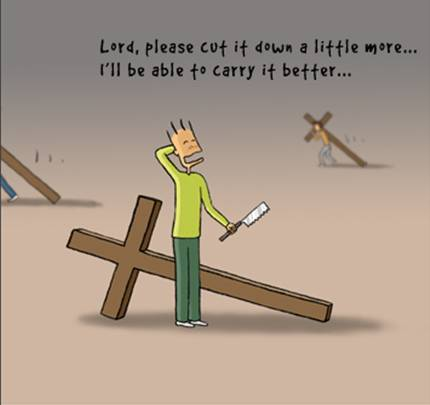 Lord, please cut it down a little more...
I'll be able to carry it better...